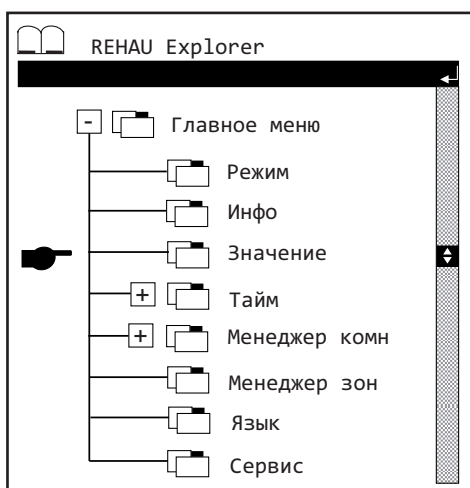 REHAU Explorer
- Главное меню
Режим
Инфо
Значение
+ Тайм
+ Менеджер комн
Менеджер зон
Язык
Сервис